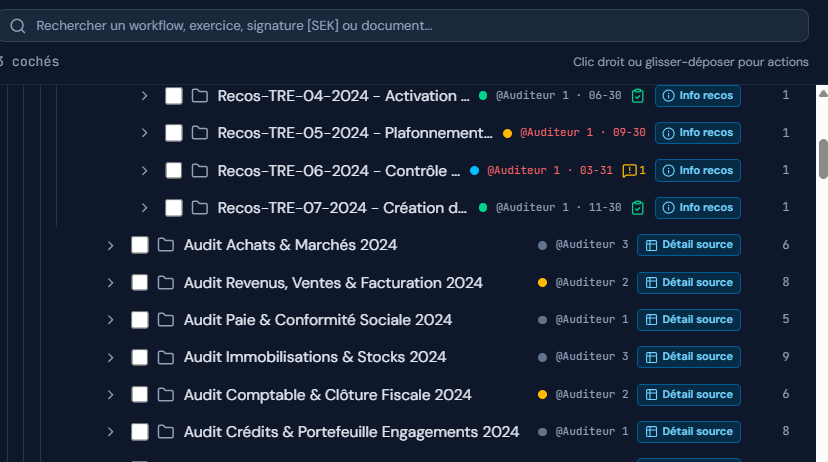 Rechercher un workflow, exercice, signature [SEK] ou document...
cochés
Clic droit ou glisser-déposer pour actions
Recos-TRE-04-2024 – Activation ... @Auditeur 1 · 06-30 Info recos 1
Recos-TRE-05-2024 – Plafonnement... @Auditeur 1 · 09-30 Info recos 1
Recos-TRE-06-2024 – Contrôle ... @Auditeur 1 · 03-31 1 Info recos 1
Recos-TRE-07-2024 – Création d... @Auditeur 1 · 11-30 Info recos 1
Audit Achats & Marchés 2024 @Auditeur 3 Détail source 6
Audit Revenus, Ventes & Facturation 2024 @Auditeur 2 Détail source 8
Audit Paie & Conformité Sociale 2024 @Auditeur 1 Détail source 5
Audit Immobilisations & Stocks 2024 @Auditeur 3 Détail source 9
Audit Comptable & Clôture Fiscale 2024 @Auditeur 2 Détail source 6
Audit Crédits & Portefeuille Engagements 2024 @Auditeur 1 Détail source 8